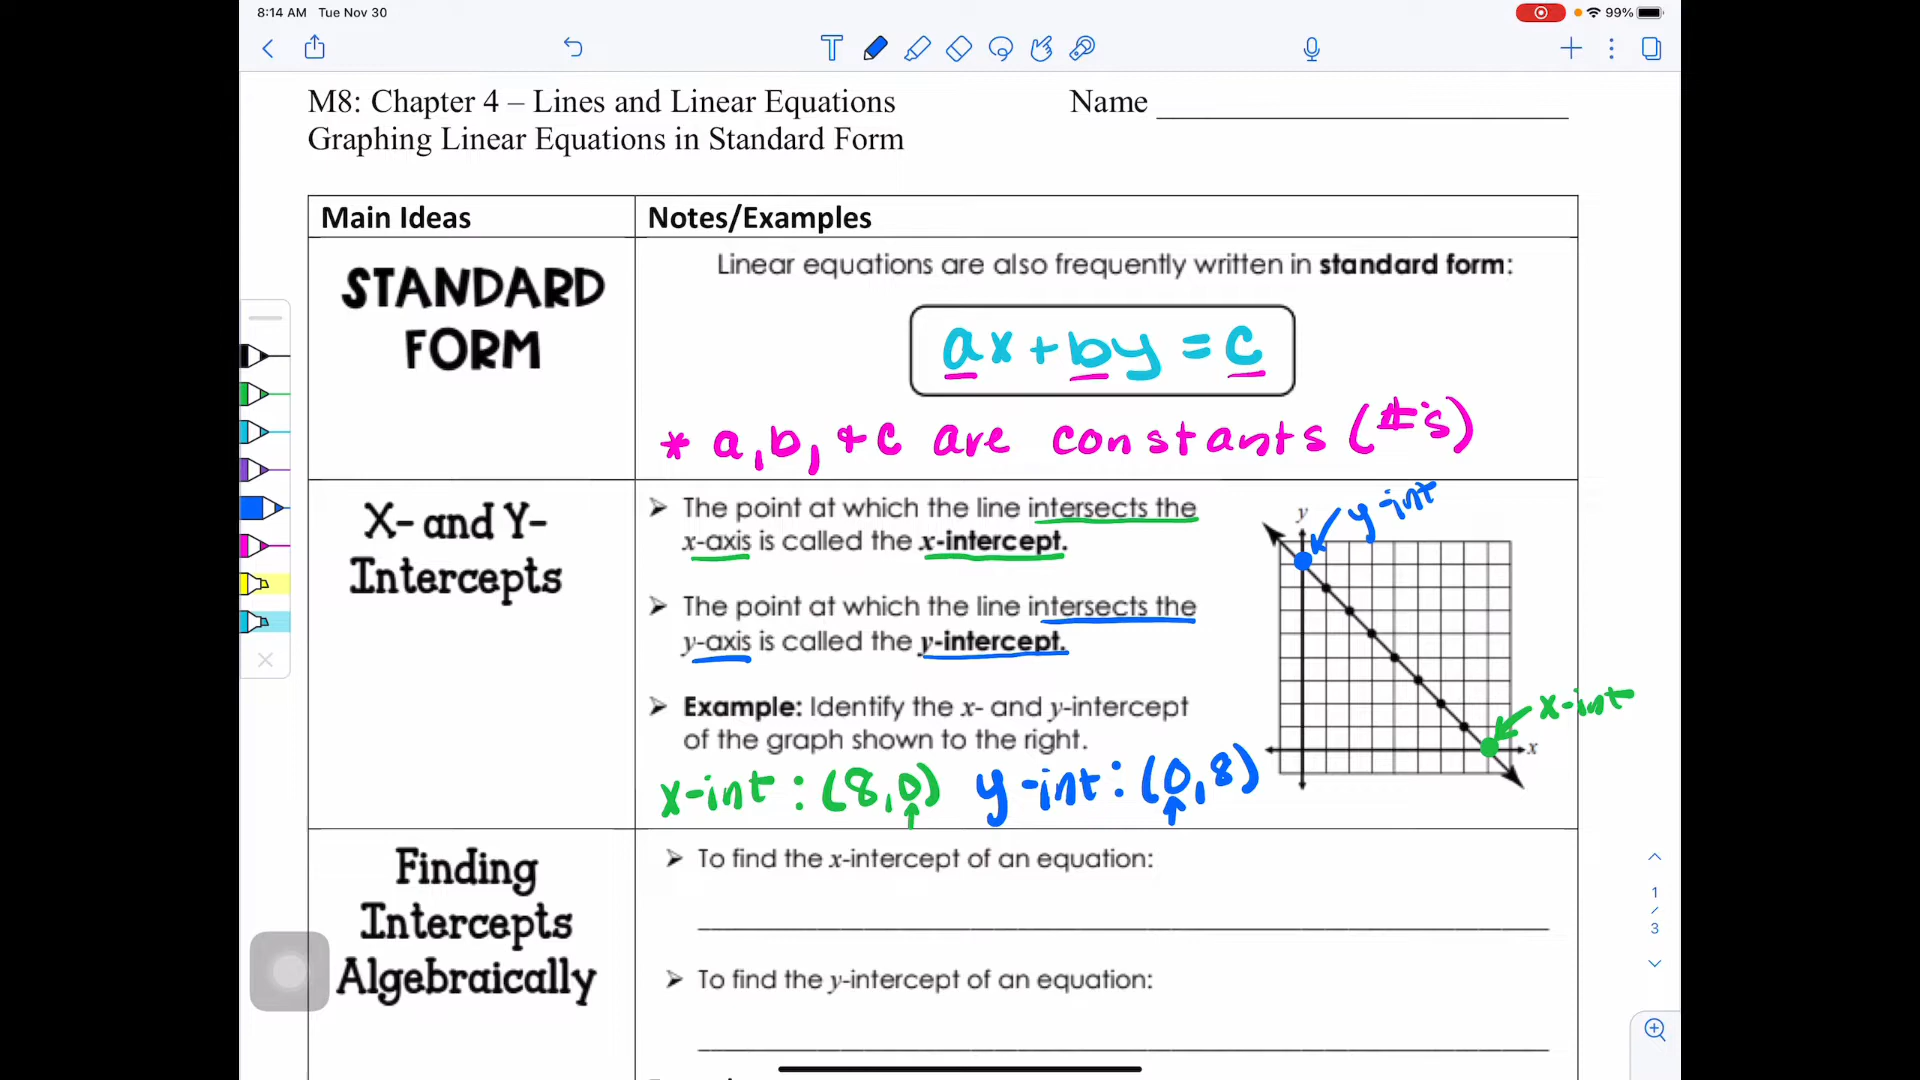 8:14 AM Tue Nov 30
99%
M8: Chapter 4 – Lines and Linear Equations
Name
Graphing Linear Equations in Standard Form
Main Ideas
Notes/Examples
STANDARD
FORM
Linear equations are also frequently written in standard form:
ax + by = c
* a, b, + c are constants (#'s)
X- and Y-
Intercepts
➢ The point at which the line intersects the
x-axis is called the x-intercept.
➢ The point at which the line intersects the
y-axis is called the y-intercept.
➢ Example: Identify the x- and y-intercept
of the graph shown to the right.
x-int : (8,0) y-int : (0,8)
y
y-int
x-int
x
Finding
Intercepts
Algebraically
➢ To find the x-intercept of an equation:
➢ To find the y-intercept of an equation:
1
/
3